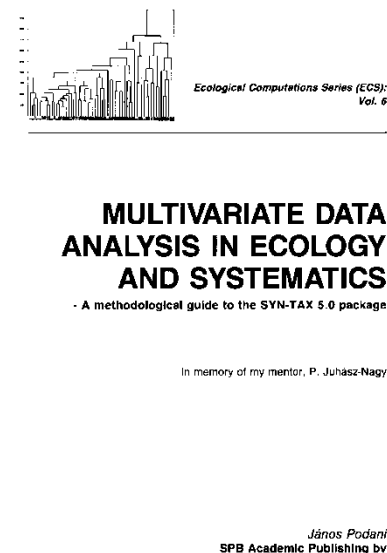 Ecological Computations Series (ECS):
Vol. 6
MULTIVARIATE DATA
ANALYSIS IN ECOLOGY
AND SYSTEMATICS
- A methodological guide to the SYN-TAX 5.0 package
In memory of my mentor, P. Juhász-Nagy
János Podani
SPB Academic Publishing bv